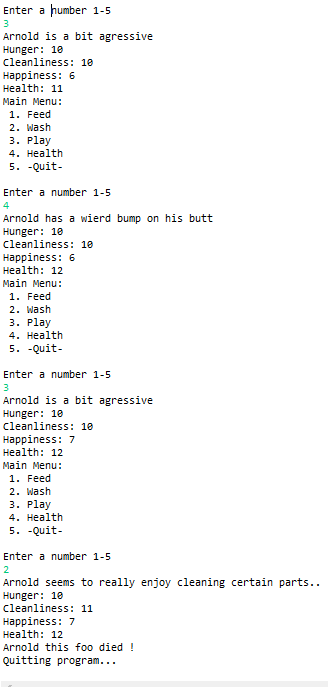 Enter a number 1-5
3
Arnold is a bit agressive
Hunger: 10
Cleanliness: 10
Happiness: 6
Health: 11
Main Menu:
1. Feed
2. Wash
3. Play
4. Health
5. -Quit-
Enter a number 1-5
4
Arnold has a wierd bump on his butt
Hunger: 10
Cleanliness: 10
Happiness: 6
Health: 12
Main Menu:
1. Feed
2. Wash
3. Play
4. Health
5. -Quit-
Enter a number 1-5
3
Arnold is a bit agressive
Hunger: 10
Cleanliness: 10
Happiness: 7
Health: 12
Main Menu:
1. Feed
2. Wash
3. Play
4. Health
5. -Quit-
Enter a number 1-5
2
Arnold seems to really enjoy cleaning certain parts..
Hunger: 10
Cleanliness: 11
Happiness: 7
Health: 12
Arnold this foo died !
Quitting program...